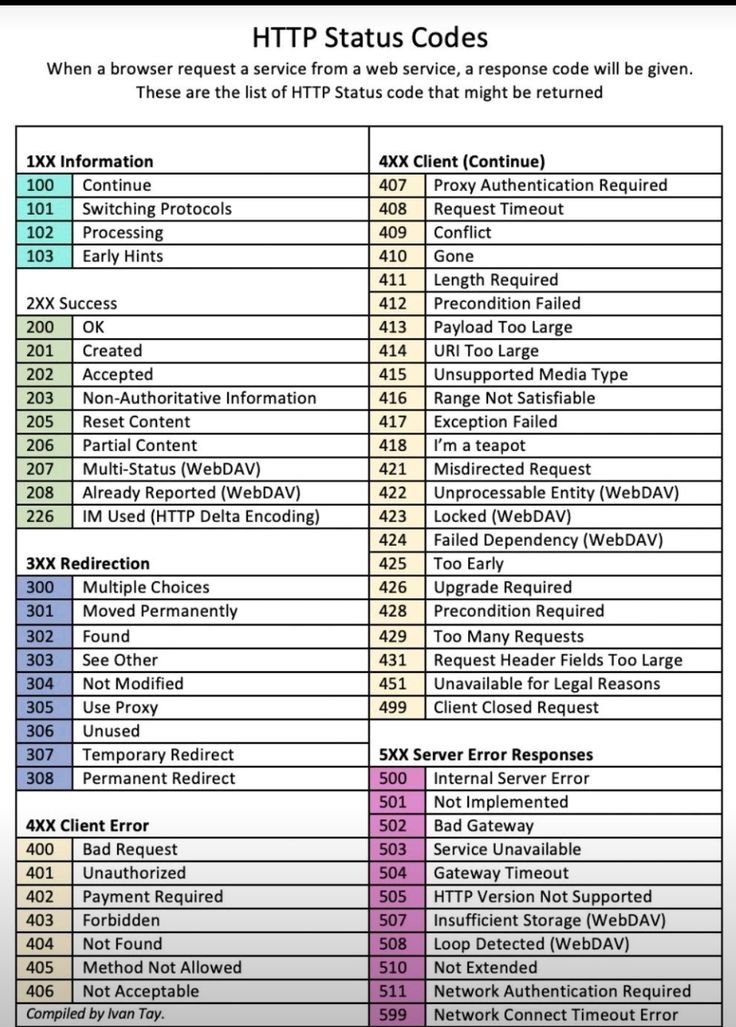 HTTP Status Codes
When a browser request a service from a web service, a response code will be given.
These are the list of HTTP Status code that might be returned
1XX Information
100 Continue
101 Switching Protocols
102 Processing
103 Early Hints
2XX Success
200 OK
201 Created
202 Accepted
203 Non-Authoritative Information
205 Reset Content
206 Partial Content
207 Multi-Status (WebDAV)
208 Already Reported (WebDAV)
226 IM Used (HTTP Delta Encoding)
3XX Redirection
300 Multiple Choices
301 Moved Permanently
302 Found
303 See Other
304 Not Modified
305 Use Proxy
306 Unused
307 Temporary Redirect
308 Permanent Redirect
4XX Client Error
400 Bad Request
401 Unauthorized
402 Payment Required
403 Forbidden
404 Not Found
405 Method Not Allowed
406 Not Acceptable
Compiled by Ivan Tay.
4XX Client (Continue)
407 Proxy Authentication Required
408 Request Timeout
409 Conflict
410 Gone
411 Length Required
412 Precondition Failed
413 Payload Too Large
414 URI Too Large
415 Unsupported Media Type
416 Range Not Satisfiable
417 Exception Failed
418 I'm a teapot
421 Misdirected Request
422 Unprocessable Entity (WebDAV)
423 Locked (WebDAV)
424 Failed Dependency (WebDAV)
425 Too Early
426 Upgrade Required
428 Precondition Required
429 Too Many Requests
431 Request Header Fields Too Large
451 Unavailable for Legal Reasons
499 Client Closed Request
5XX Server Error Responses
500 Internal Server Error
501 Not Implemented
502 Bad Gateway
503 Service Unavailable
504 Gateway Timeout
505 HTTP Version Not Supported
507 Insufficient Storage (WebDAV)
508 Loop Detected (WebDAV)
510 Not Extended
511 Network Authentication Required
599 Network Connect Timeout Error